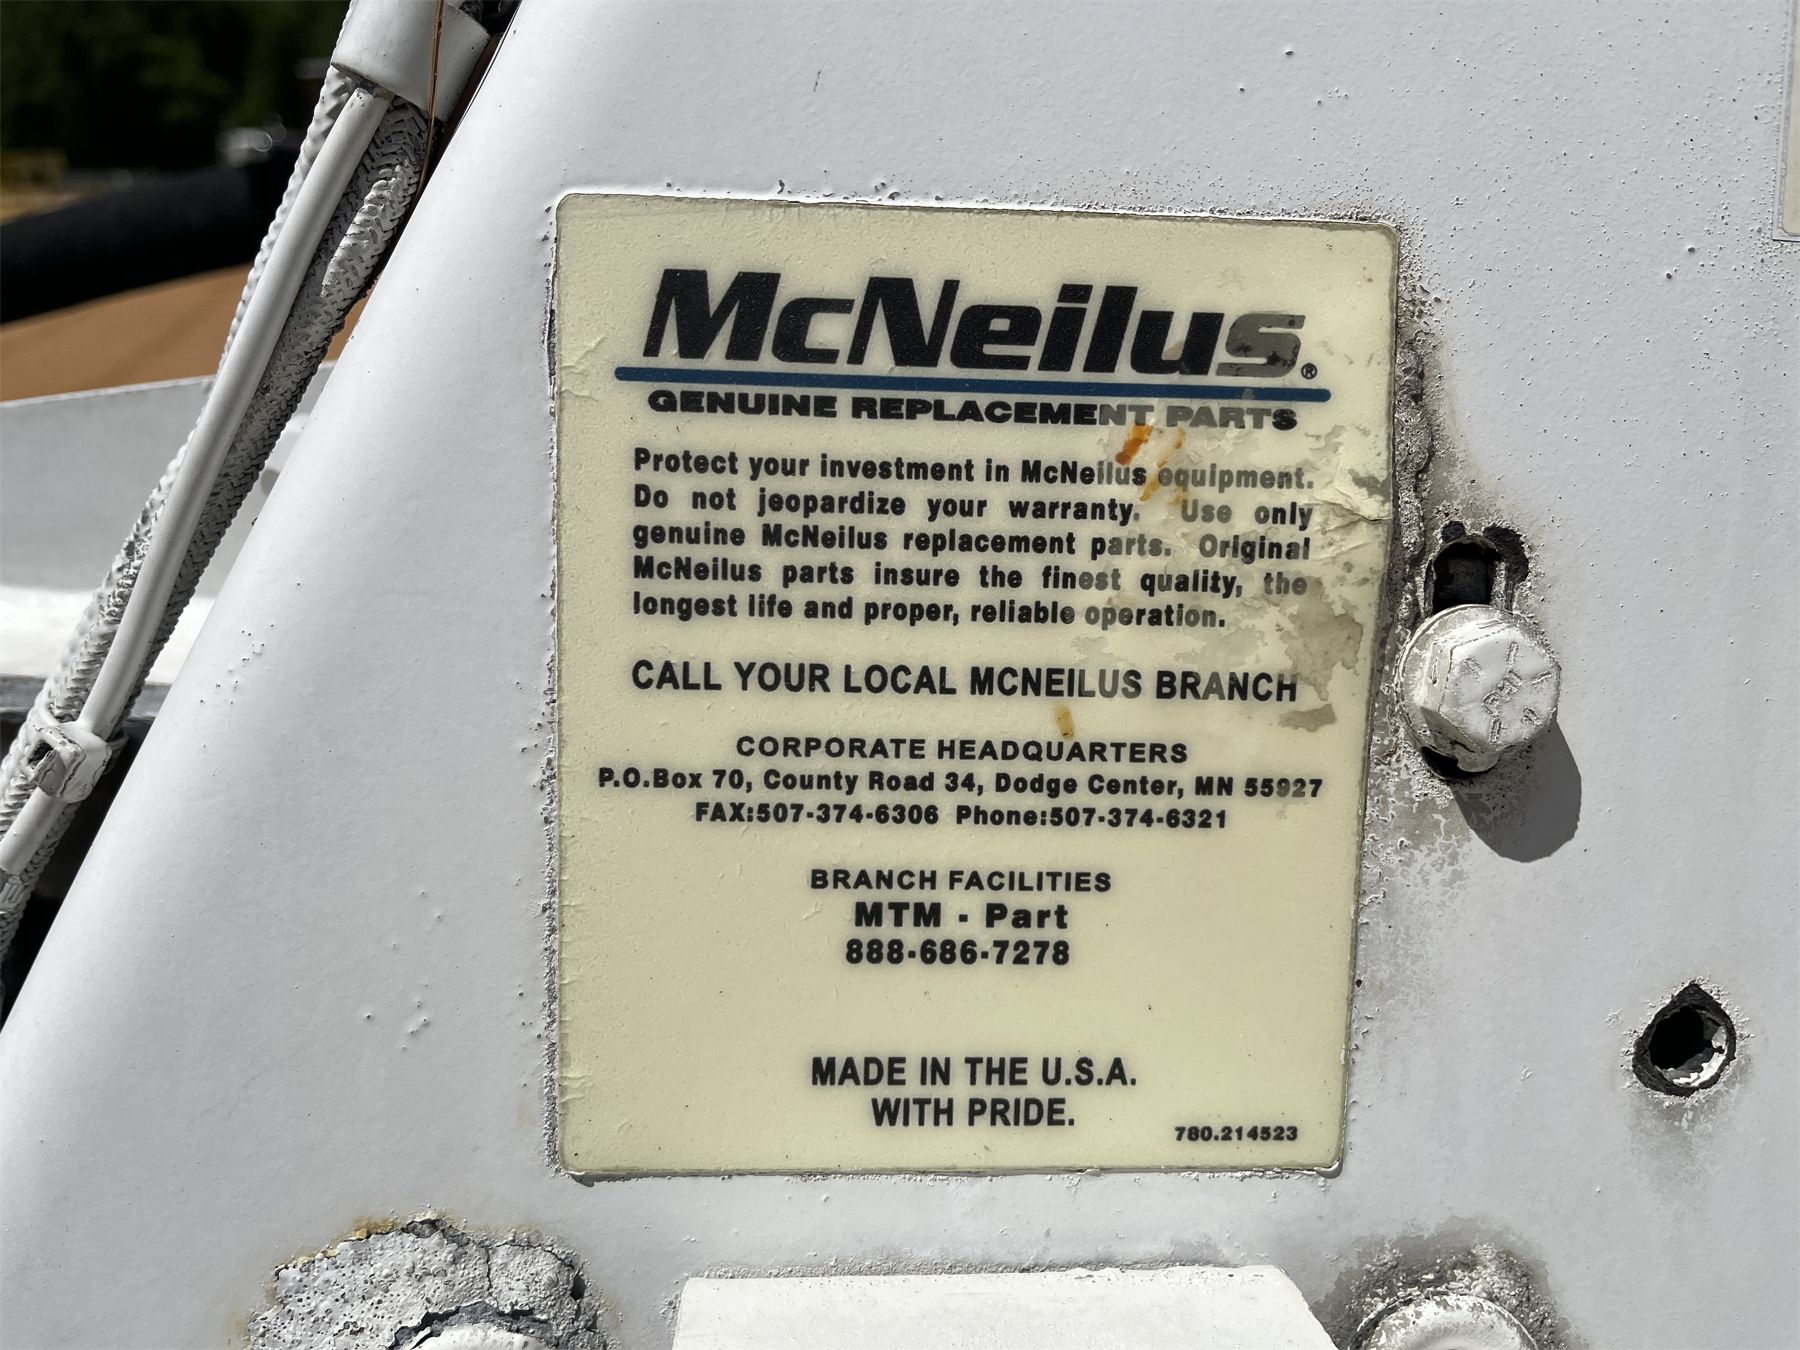 McNeilus®
GENUINE REPLACEMENT PARTS
Protect your investment in McNeilus equipment.
Do not jeopardize your warranty. Use only
genuine McNeilus replacement parts. Original
McNeilus parts insure the finest quality, the
longest life and proper, reliable operation.
CALL YOUR LOCAL MCNEILUS BRANCH
CORPORATE HEADQUARTERS
P.O.Box 70, County Road 34, Dodge Center, MN 55927
FAX:507-374-6306 Phone:507-374-6321
BRANCH FACILITIES
MTM - Part
888-686-7278
MADE IN THE U.S.A.
WITH PRIDE.
780.214523